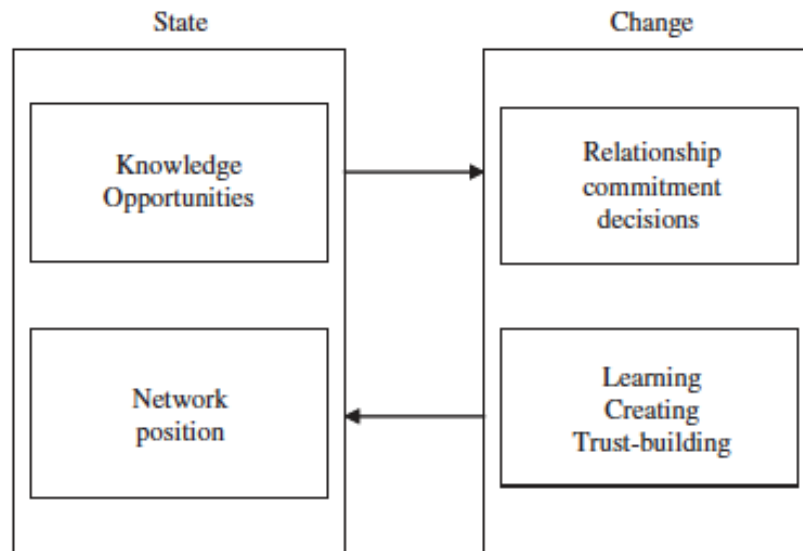 State
Change
Knowledge
Opportunities
Relationship
commitment
decisions
Network
position
Learning
Creating
Trust-building